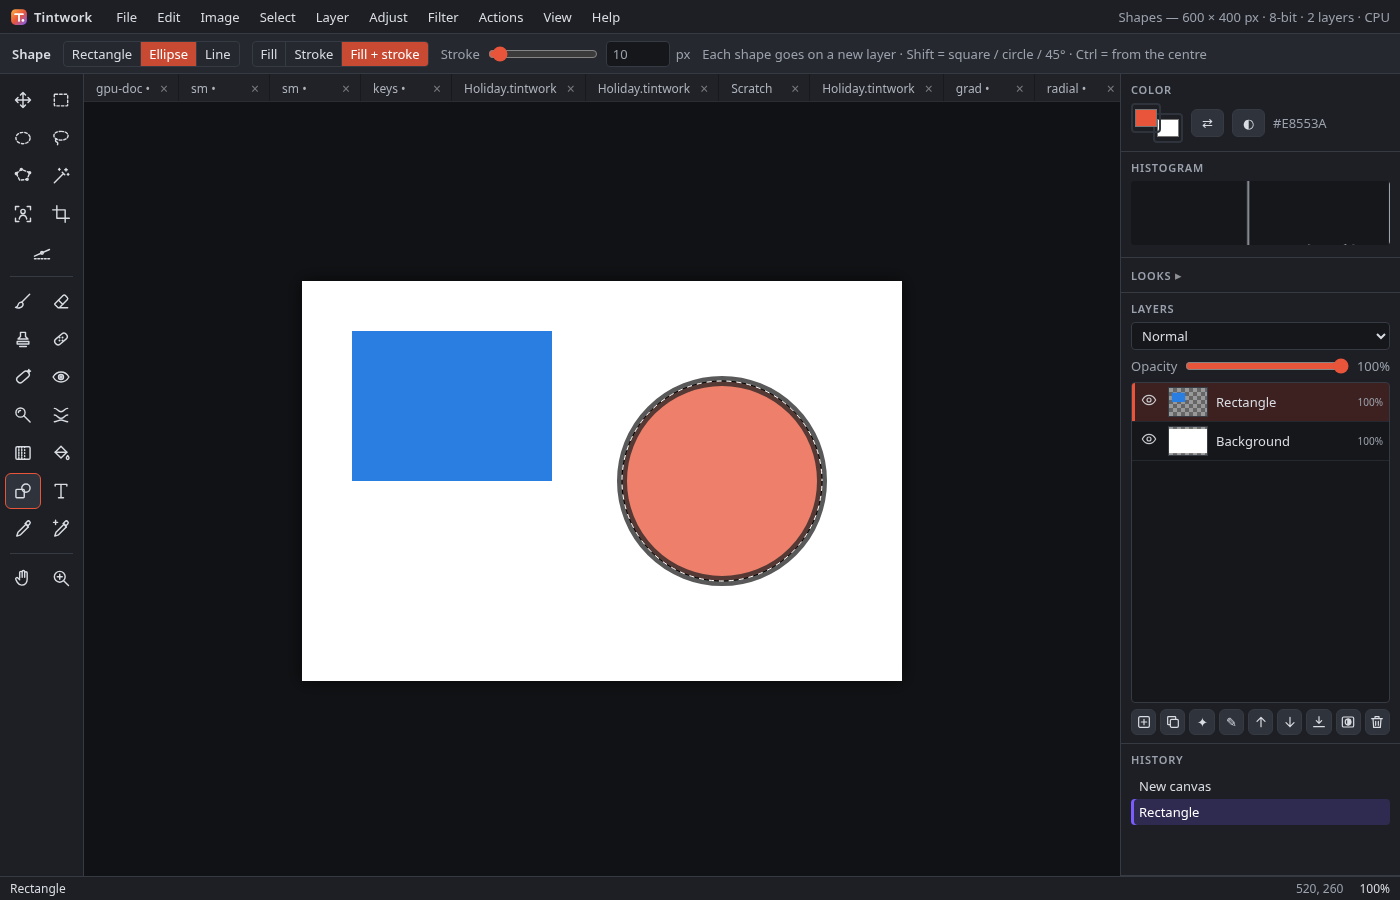 Tintwork File Edit Image Select Layer Adjust Filter Actions View Help Shapes — 600 × 400 px · 8-bit · 2 layers · CPU
Shape Rectangle Ellipse Line Fill Stroke Fill + stroke Stroke 10 px Each shape goes on a new layer · Shift = square / circle / 45° · Ctrl = from the centre
gpu-doc • × sm • × sm • × keys • × Holiday.tintwork × Holiday.tintwork × Scratch × Holiday.tintwork × grad • × radial • ×
COLOR
#E8553A
HISTOGRAM
LOOKS ▸
LAYERS
Normal
Opacity 100%
Rectangle 100%
Background 100%
HISTORY
New canvas
Rectangle
Rectangle 520, 260 100%